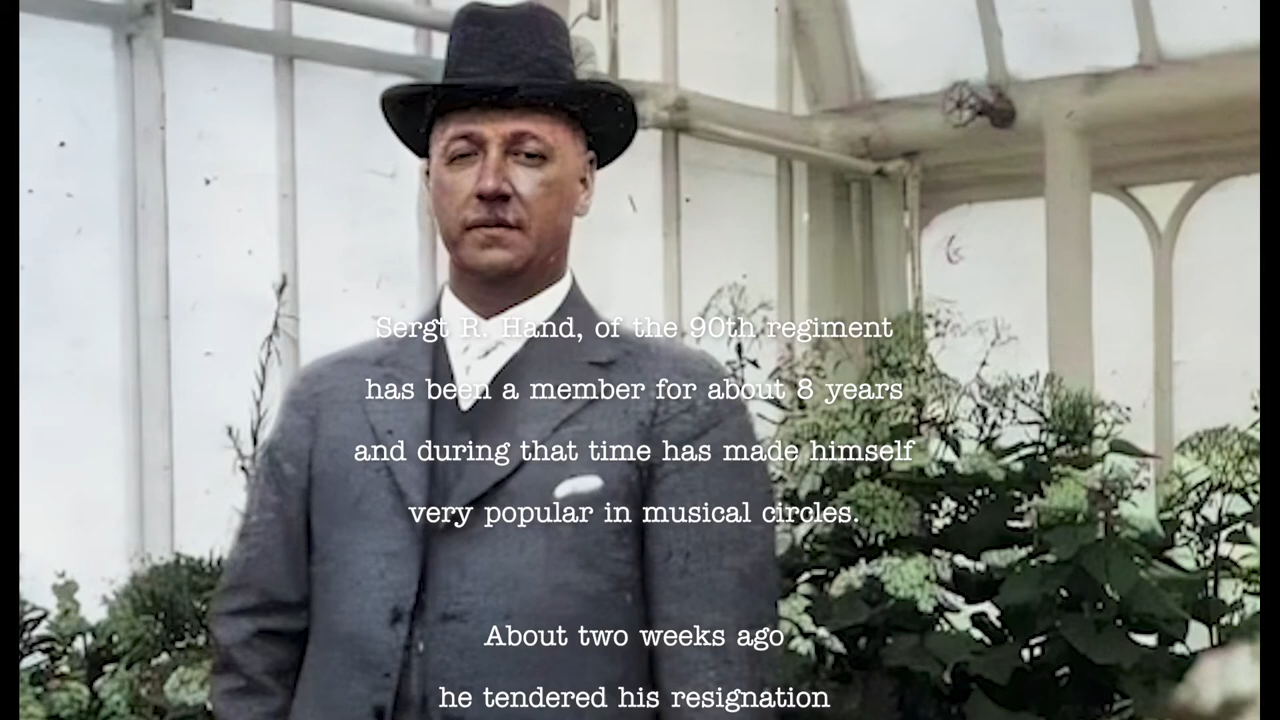 Sergt R. Hand, of the 90th regiment
has been a member for about 8 years
and during that time has made himself
very popular in musical circles.
About two weeks ago
he tendered his resignation